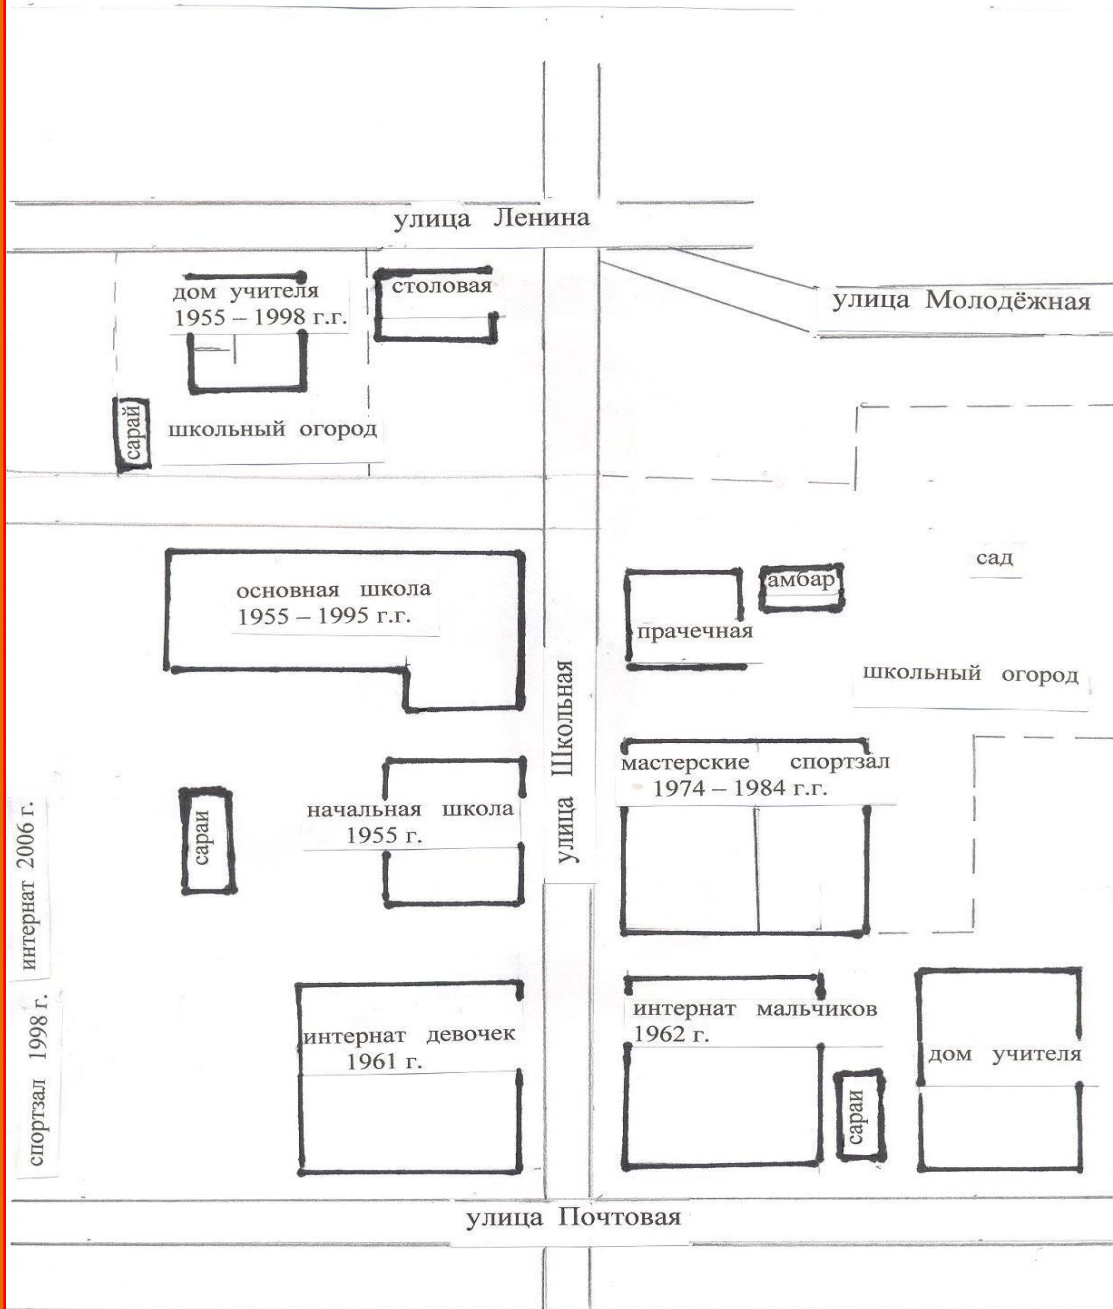 улица Ленина
дом учителя
1955 – 1998 г.г.
столовая
улица Молодёжная
сарай
школьный огород
основная школа
1955 – 1995 г.г.
сад
амбар
прачечная
школьный огород
улица Школьная
мастерские спортзал
1974 – 1984 г.г.
начальная школа
1955 г.
сараи
интернат 2006 г.
спортзал 1998 г.
интернат девочек
1961 г.
интернат мальчиков
1962 г.
дом учителя
сараи
улица Почтовая